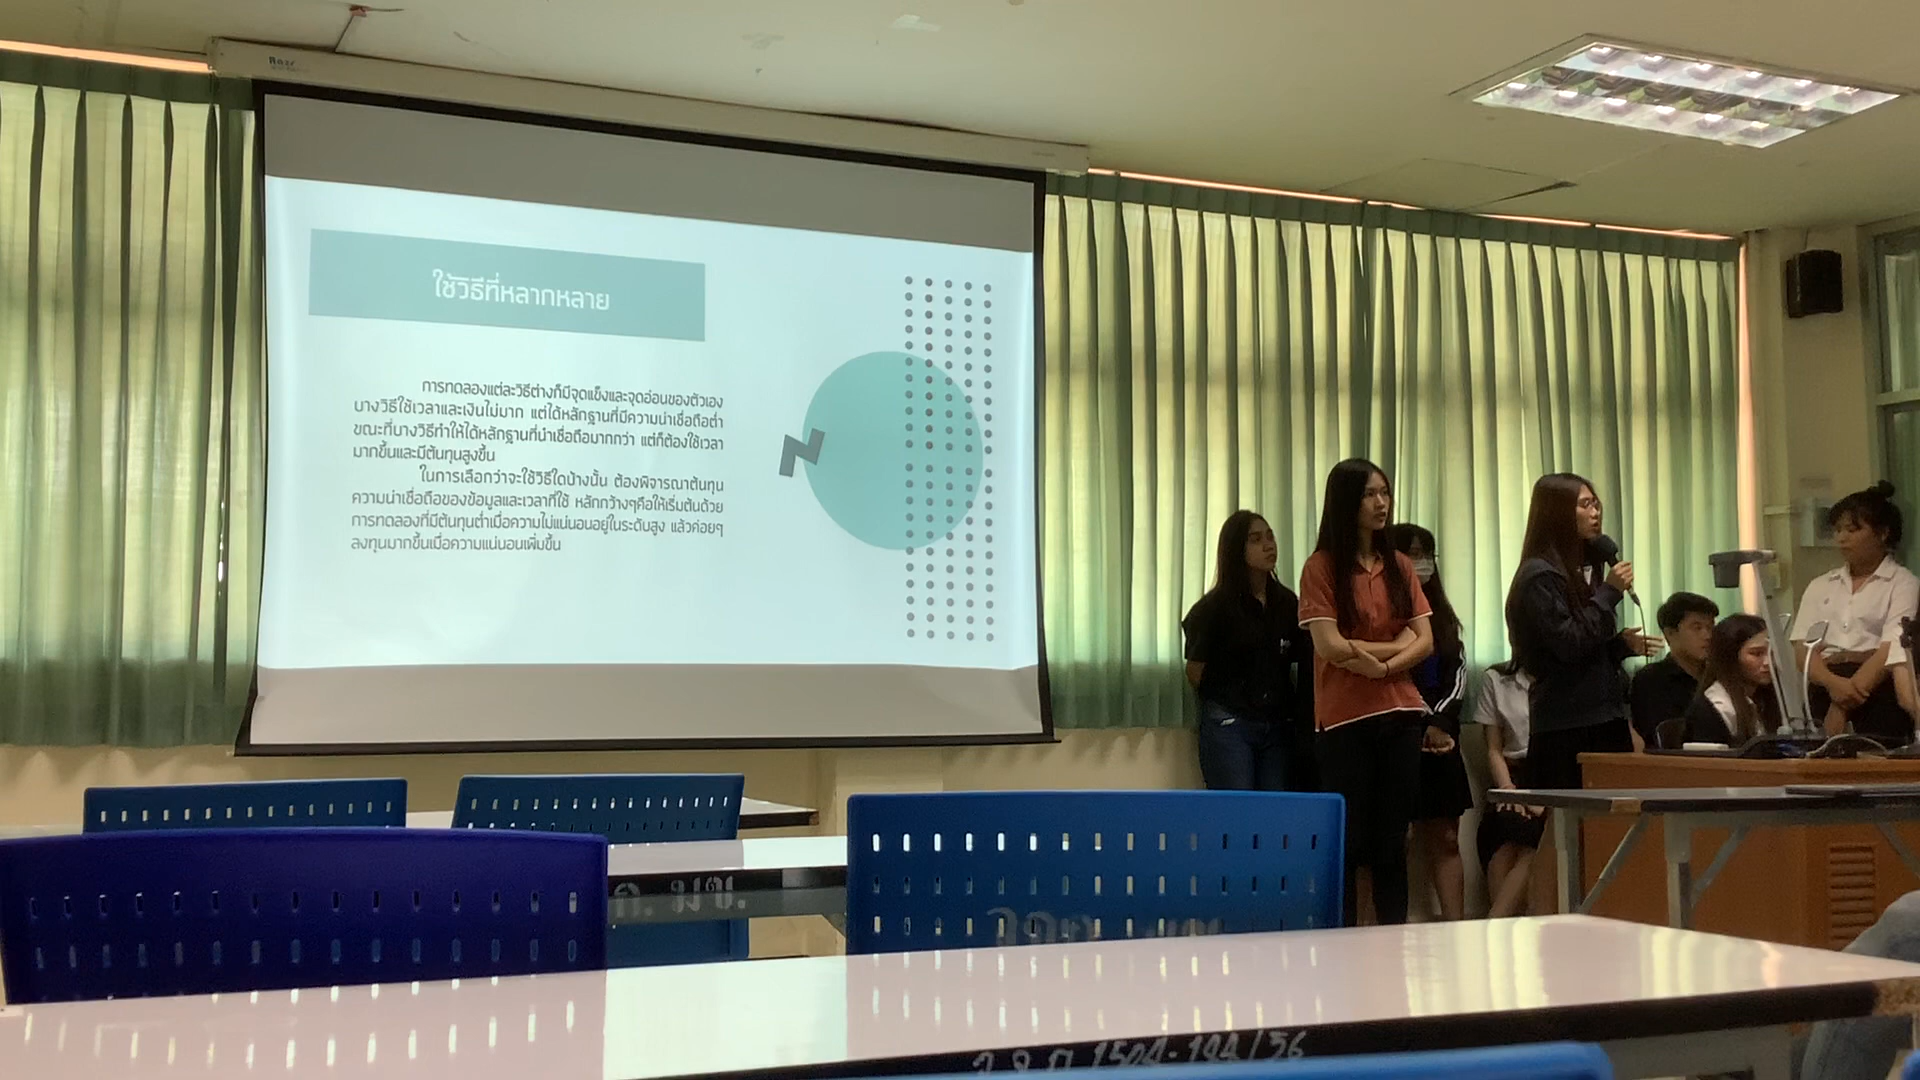 ใช้วิธีที่หลากหลาย
การทดลองแต่ละวิธีต่างก็มีจุดแข็งและจุดอ่อนของตัวเอง
บางวิธีใช้เวลาและเงินไม่มาก แต่ได้หลักฐานที่มีความน่าเชื่อถือต่ำ
ขณะที่บางวิธีทำให้ได้หลักฐานที่น่าเชื่อถือมากกว่า แต่ก็ต้องใช้เวลา
มากขึ้นและมีต้นทุนสูงขึ้น
ในการเลือกว่าจะใช้วิธีใดบ้างนั้น ต้องพิจารณาต้นทุน
ความน่าเชื่อถือของข้อมูลและเวลาที่ใช้ หลักกว้างๆคือให้เริ่มต้นด้วย
การทดลองที่มีต้นทุนต่ำเมื่อความไม่แน่นอนอยู่ในระดับสูง แล้วค่อยๆ
ลงทุนมากขึ้นเมื่อความแน่นอนเพิ่มขึ้น
ค. มข.
1504-144/56